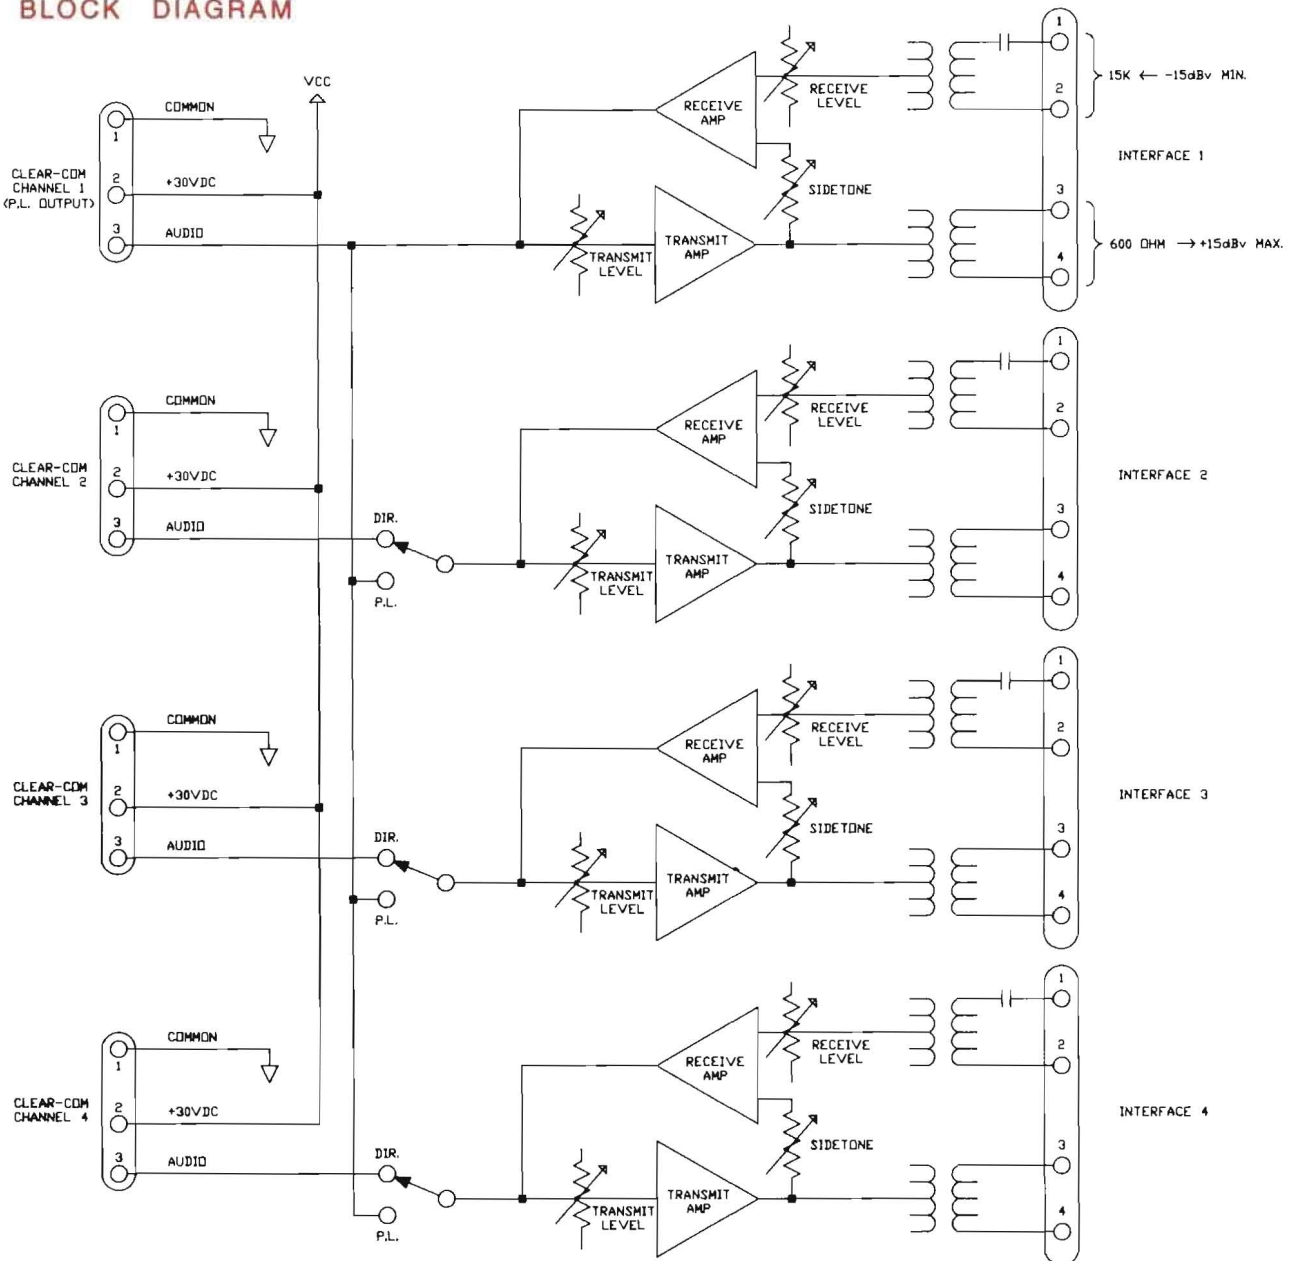 BLOCK DIAGRAM
VCC
CLEAR-COM
CHANNEL 1
(P.L. OUTPUT)
1
COMMON
2
+30VDC
3
AUDIO
TRANSMIT
LEVEL
RECEIVE
AMP
TRANSMIT
AMP
RECEIVE
LEVEL
SIDETONE
1
2
3
4
15K ← -15dBv MIN.
INTERFACE 1
600 OHM → +15dBv MAX.
CLEAR-COM
CHANNEL 2
1
COMMON
2
+30VDC
3
AUDIO
DIR.
P.L.
TRANSMIT
LEVEL
RECEIVE
AMP
TRANSMIT
AMP
RECEIVE
LEVEL
SIDETONE
1
2
3
4
INTERFACE 2
CLEAR-COM
CHANNEL 3
1
COMMON
2
+30VDC
3
AUDIO
DIR.
P.L.
TRANSMIT
LEVEL
RECEIVE
AMP
TRANSMIT
AMP
RECEIVE
LEVEL
SIDETONE
1
2
3
4
INTERFACE 3
CLEAR-COM
CHANNEL 4
1
COMMON
2
+30VDC
3
AUDIO
DIR.
P.L.
TRANSMIT
LEVEL
RECEIVE
AMP
TRANSMIT
AMP
RECEIVE
LEVEL
SIDETONE
1
2
3
4
INTERFACE 4